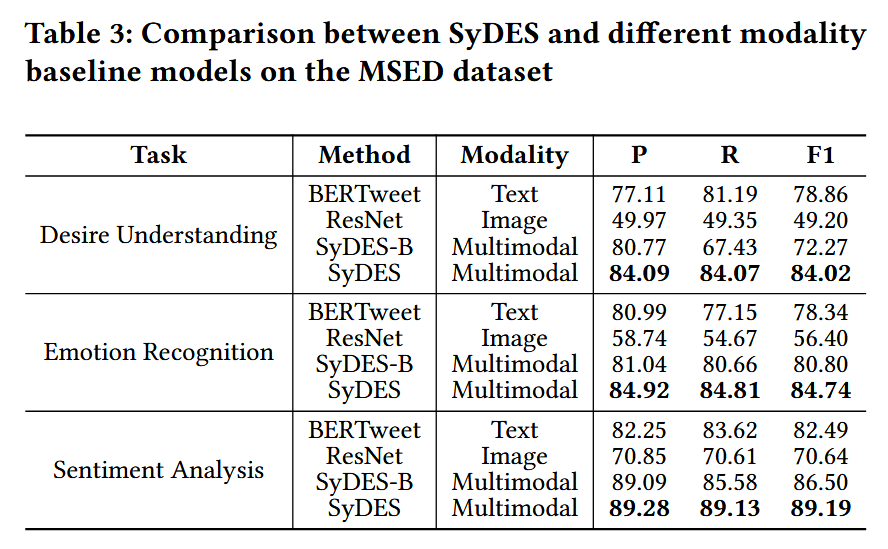 Table 3: Comparison between SyDES and different modality
baseline models on the MSED dataset
Task Method Modality P R F1
Desire Understanding
BERTweet Text 77.11 81.19 78.86
ResNet Image 49.97 49.35 49.20
SyDES-B Multimodal 80.77 67.43 72.27
SyDES Multimodal 84.09 84.07 84.02
Emotion Recognition
BERTweet Text 80.99 77.15 78.34
ResNet Image 58.74 54.67 56.40
SyDES-B Multimodal 81.04 80.66 80.80
SyDES Multimodal 84.92 84.81 84.74
Sentiment Analysis
BERTweet Text 82.25 83.62 82.49
ResNet Image 70.85 70.61 70.64
SyDES-B Multimodal 89.09 85.58 86.50
SyDES Multimodal 89.28 89.13 89.19